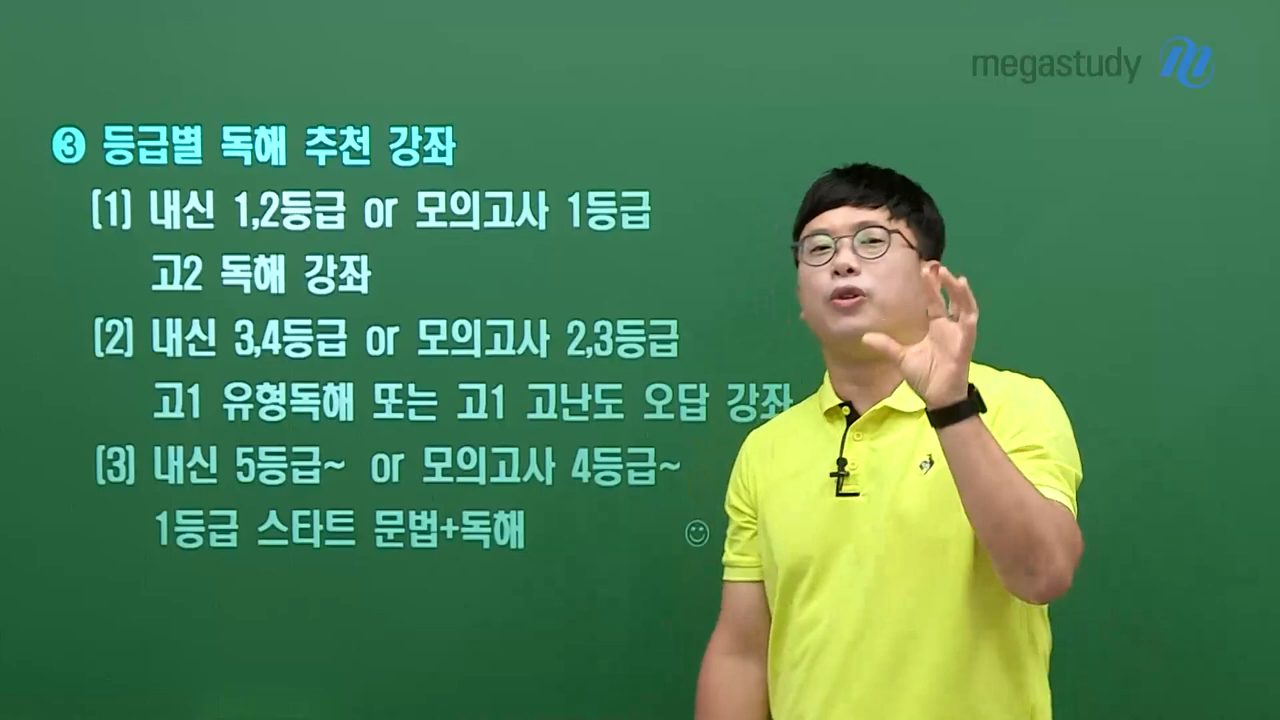 megastudy
❸ 등급별 독해 추천 강좌
(1) 내신 1,2등급 or 모의고사 1등급
고2 독해 강좌
(2) 내신 3,4등급 or 모의고사 2,3등급
고1 유형독해 또는 고1 고난도 오답 강좌
(3) 내신 5등급~ or 모의고사 4등급~
1등급 스타트 문법+독해